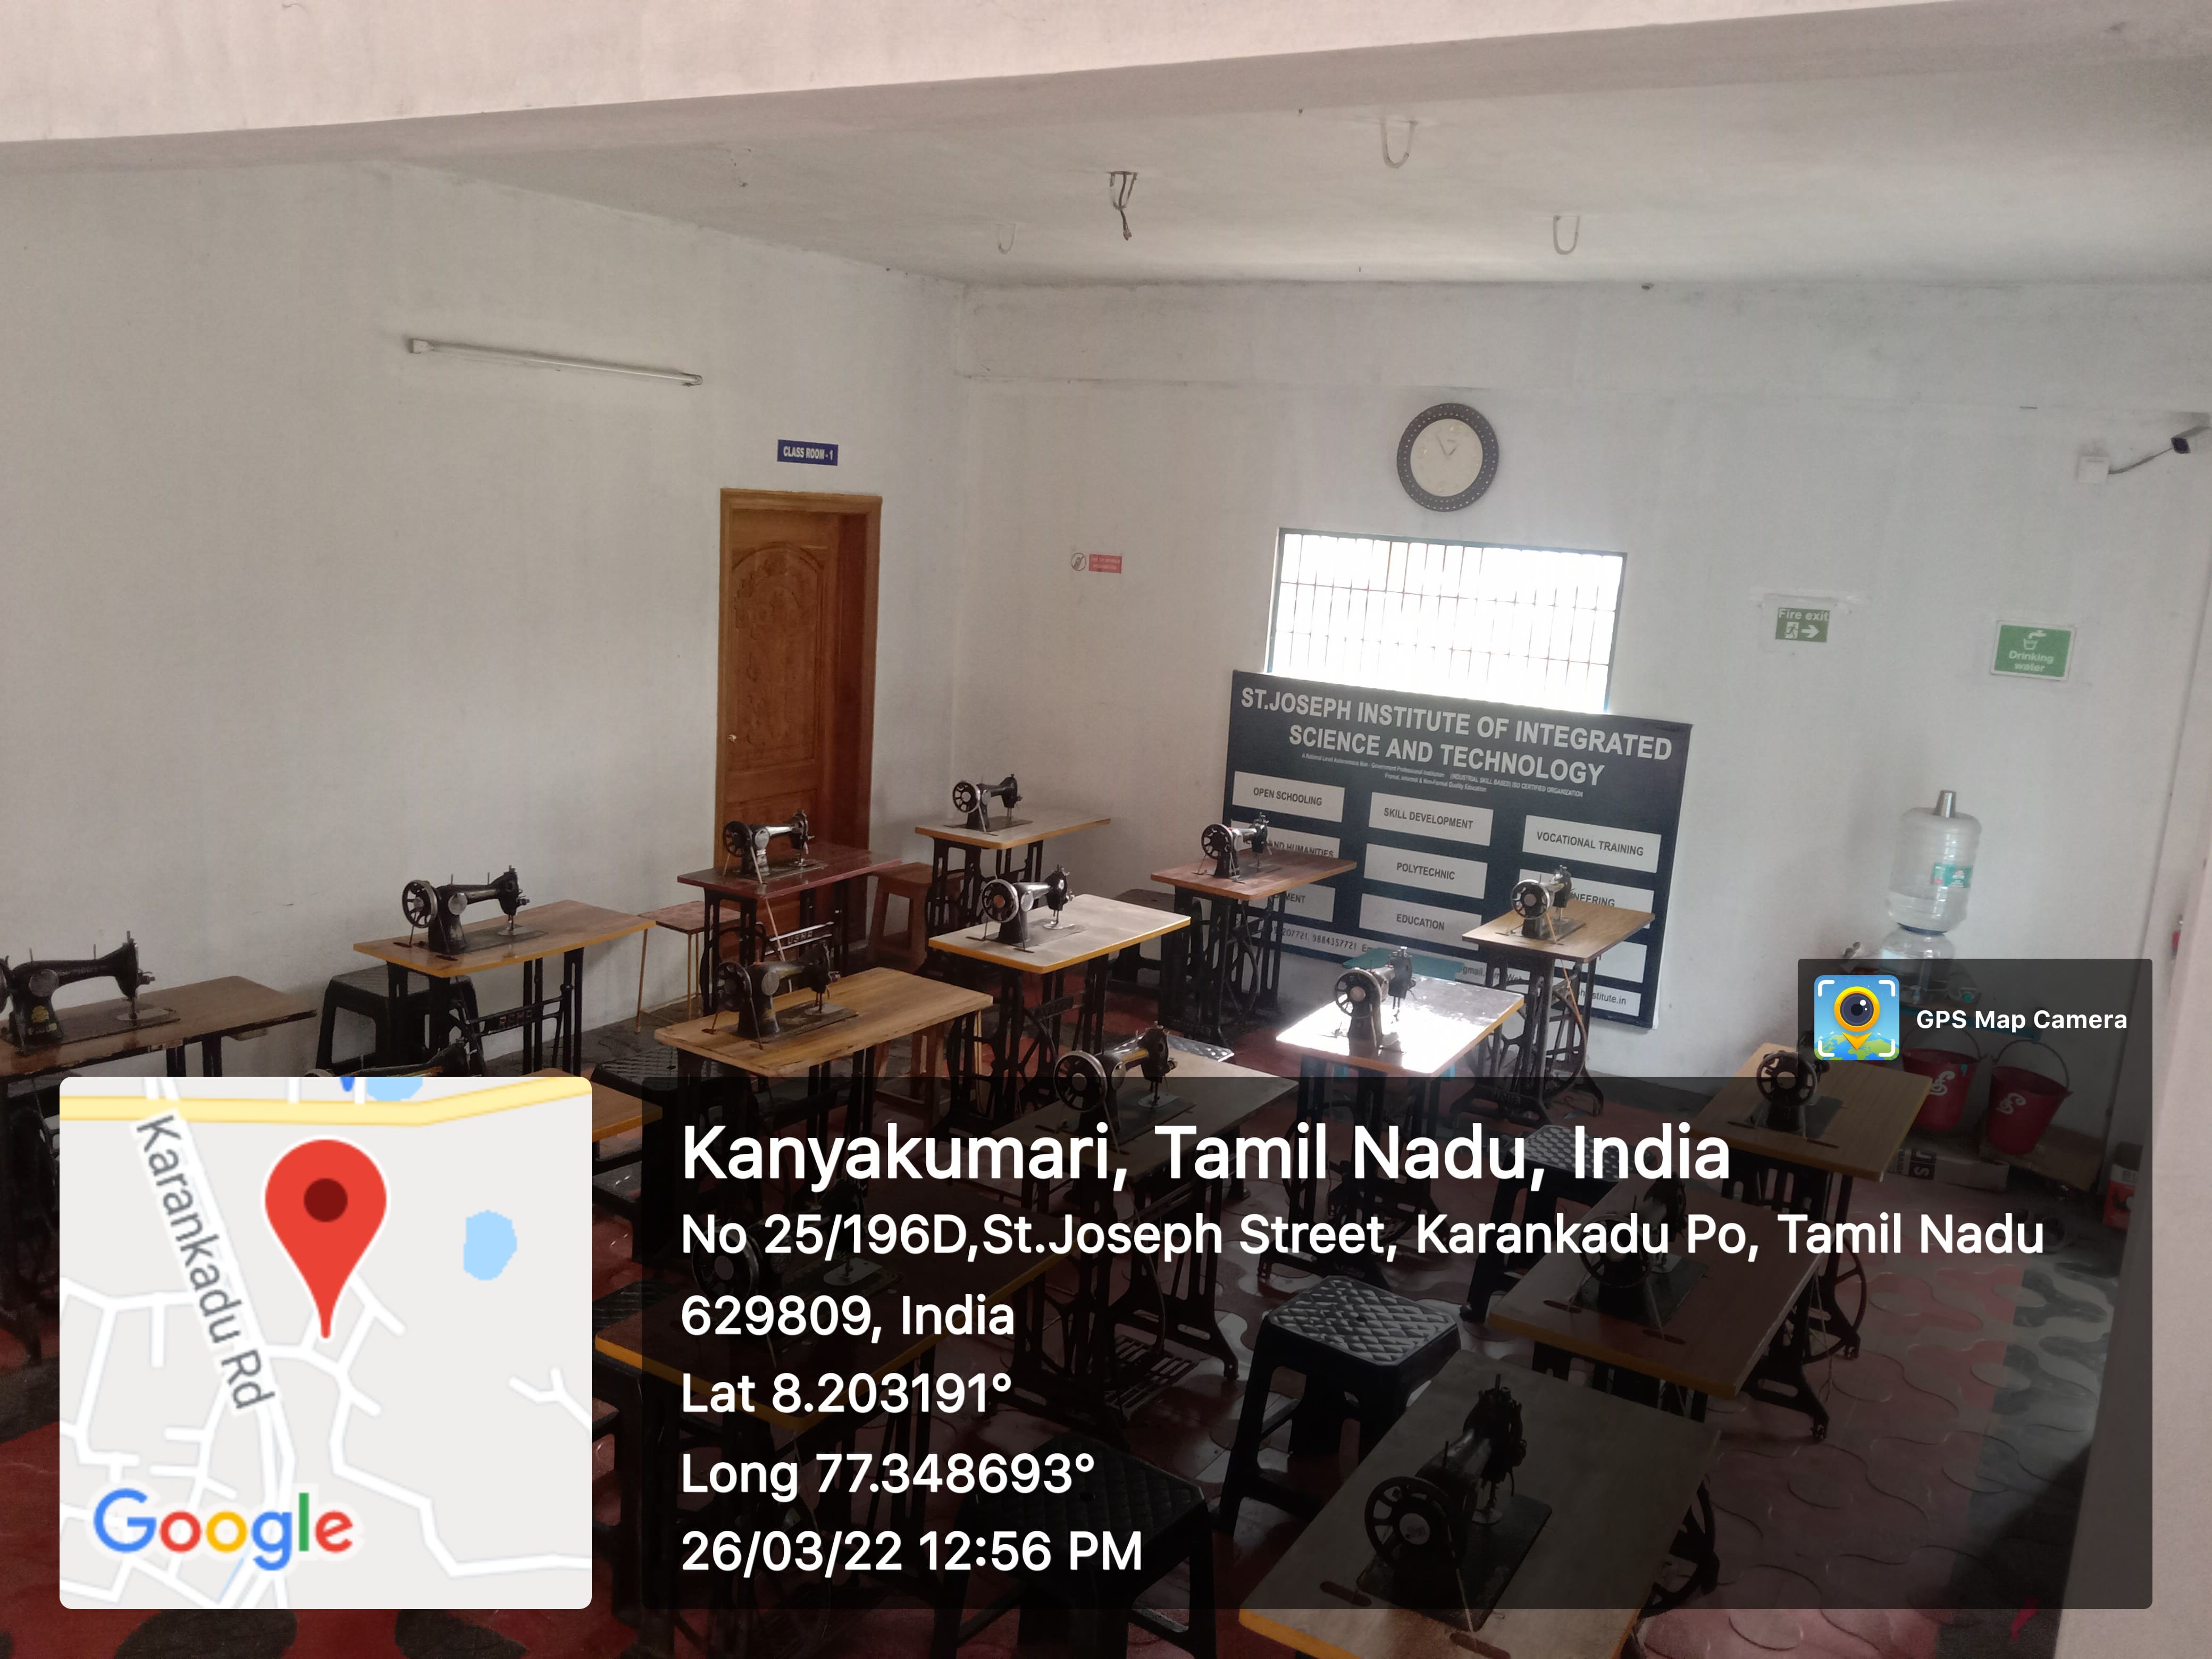 CLASS ROOM - 1
Fire exit
Drinking
water
ST.JOSEPH INSTITUTE OF INTEGRATED
SCIENCE AND TECHNOLOGY
OPEN SCHOOLING
SKILL DEVELOPMENT
VOCATIONAL TRAINING
AND HUMANITIES
POLYTECHNIC
EDUCATION
9884357721
GPS Map Camera
Karankadu Rd
Google
Kanyakumari, Tamil Nadu, India
No 25/196D,St.Joseph Street, Karankadu Po, Tamil Nadu
629809, India
Lat 8.203191°
Long 77.348693°
26/03/22 12:56 PM